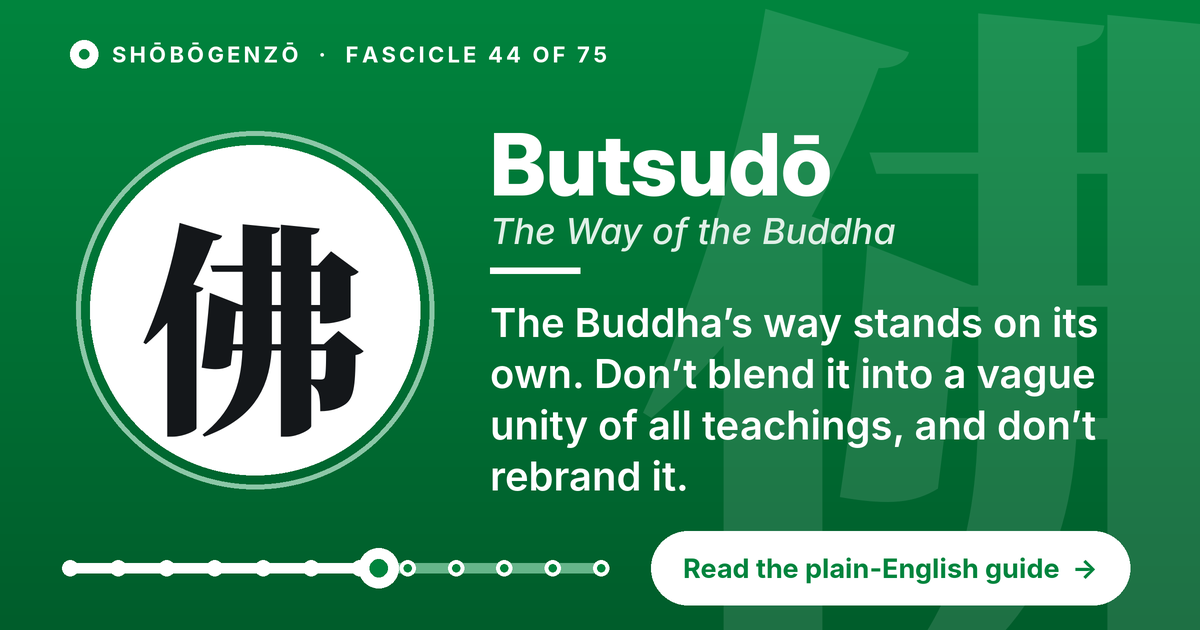 SHŌBŌGENZŌ · FASCICLE 44 OF 75
佛
Butsudō
The Way of the Buddha
The Buddha’s way stands on its
own. Don’t blend it into a vague
unity of all teachings, and don’t
rebrand it.
Read the plain-English guide →